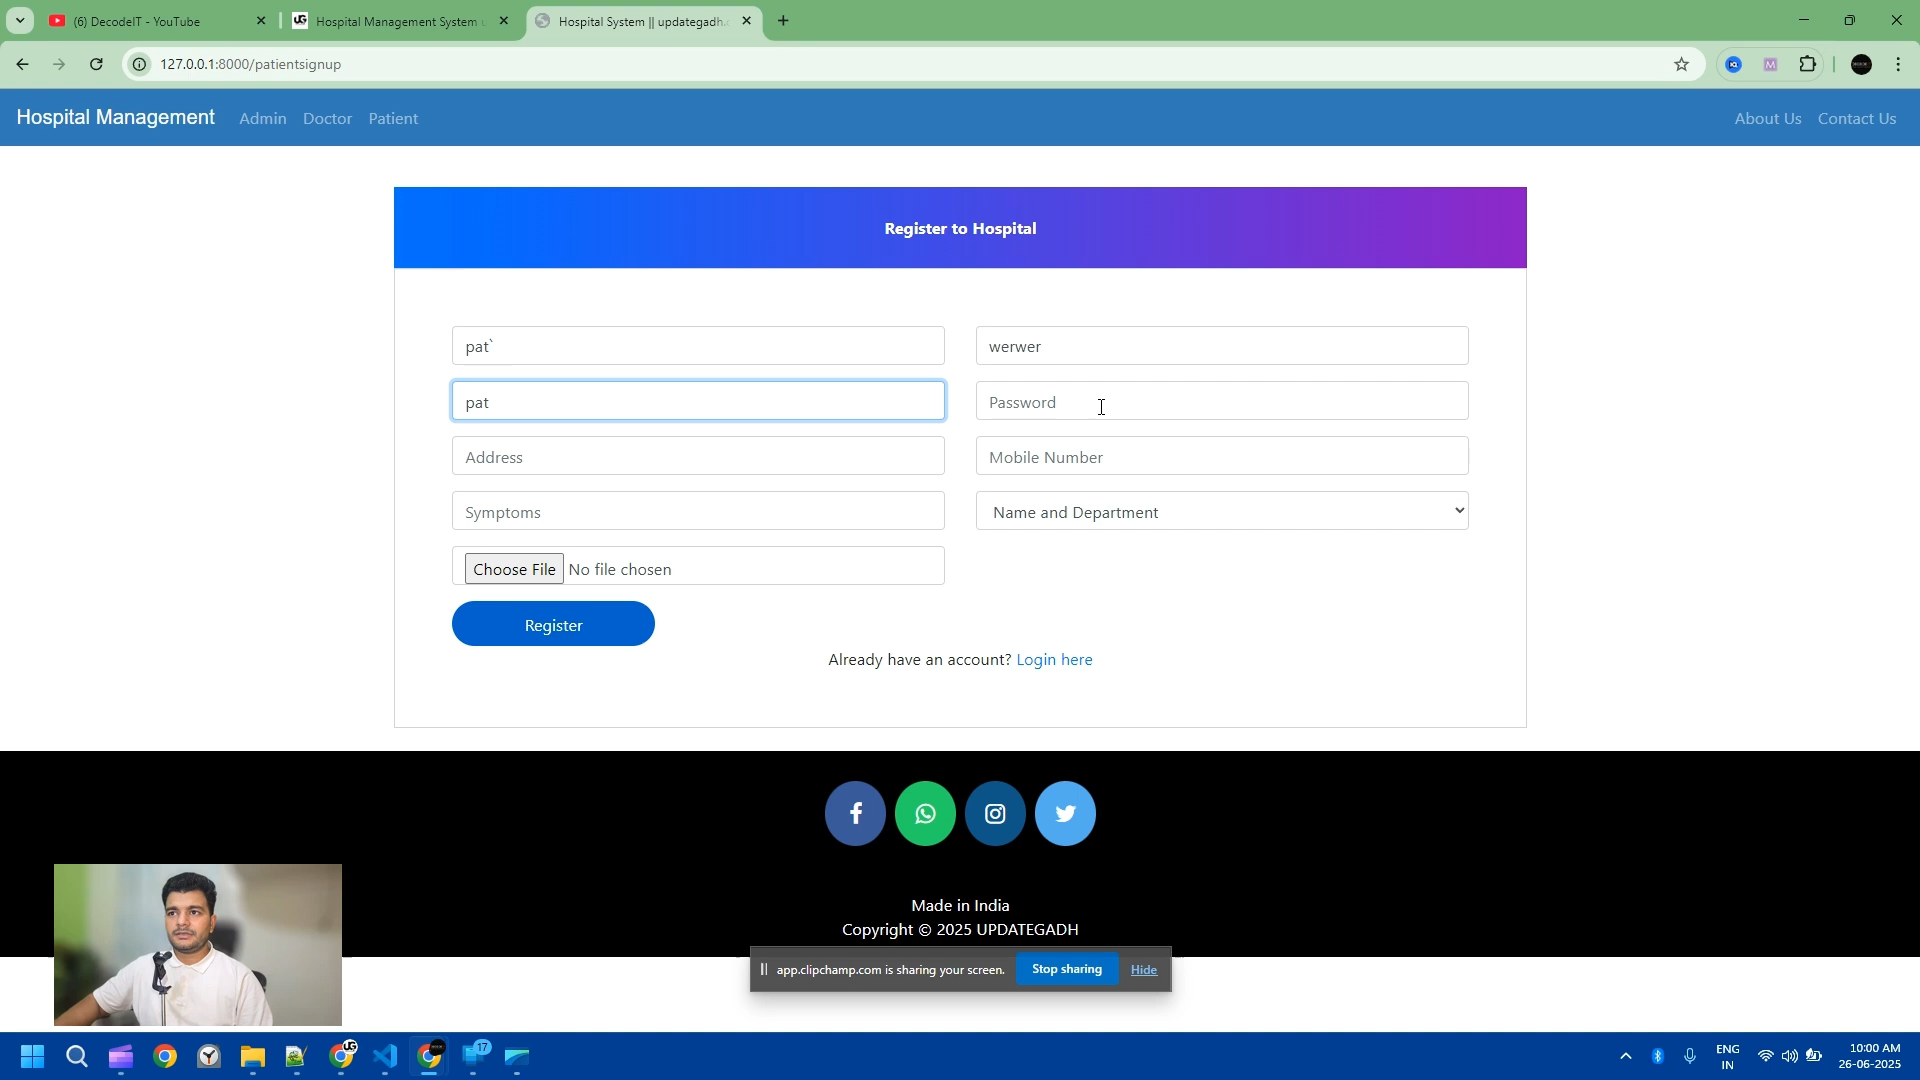 (6) DecodeIT - YouTube
Hospital Management System u
Hospital System || updategadh.c
127.0.0.1:8000/patientsignup
Hospital Management Admin Doctor Patient
About Us Contact Us
Register to Hospital
pat`
werwer
pat
Password
Address
Mobile Number
Symptoms
Name and Department
Choose File No file chosen
Register
Already have an account? Login here
Made in India
Copyright © 2025 UPDATEGADH
app.clipchamp.com is sharing your screen. Stop sharing Hide
17
ENG
IN
10:00 AM
26-06-2025